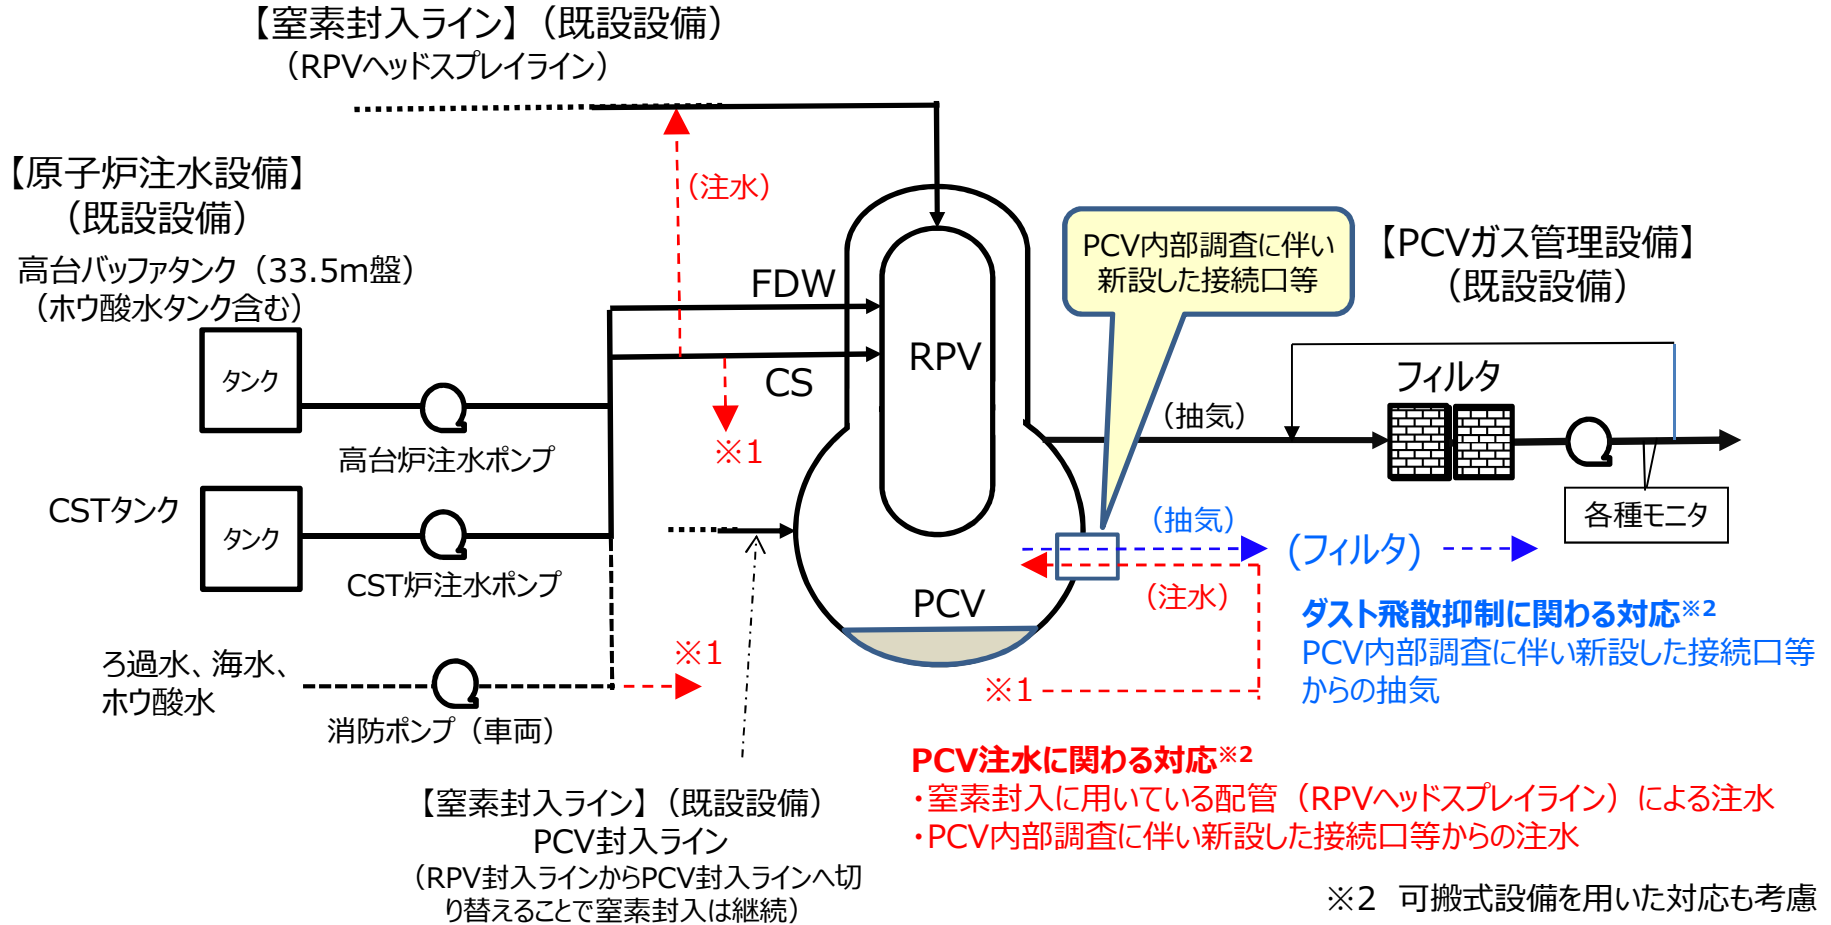 【窒素封入ライン】（既設設備）
（RPVヘッドスプレイライン）
【原子炉注水設備】
（既設設備）
高台バッファタンク（33.5m盤）
（ホウ酸水タンク含む）
タンク
高台炉注水ポンプ
CSTタンク
タンク
CST炉注水ポンプ
ろ過水、海水、
ホウ酸水
消防ポンプ（車両）
（注水）
FDW
CS
※1
※1
RPV
PCV
PCV内部調査に伴い
新設した接続口等
【PCVガス管理設備】
（既設設備）
フィルタ
（抽気）
各種モニタ
（抽気）
(フィルタ)
（注水）
※1
ダスト飛散抑制に関わる対応※2
PCV内部調査に伴い新設した接続口等
からの抽気
PCV注水に関わる対応※2
・窒素封入に用いている配管（RPVヘッドスプレイライン）による注水
・PCV内部調査に伴い新設した接続口等からの注水
【窒素封入ライン】（既設設備）
PCV封入ライン
（RPV封入ラインからPCV封入ラインへ切
り替えることで窒素封入は継続）
※2　可搬式設備を用いた対応も考慮